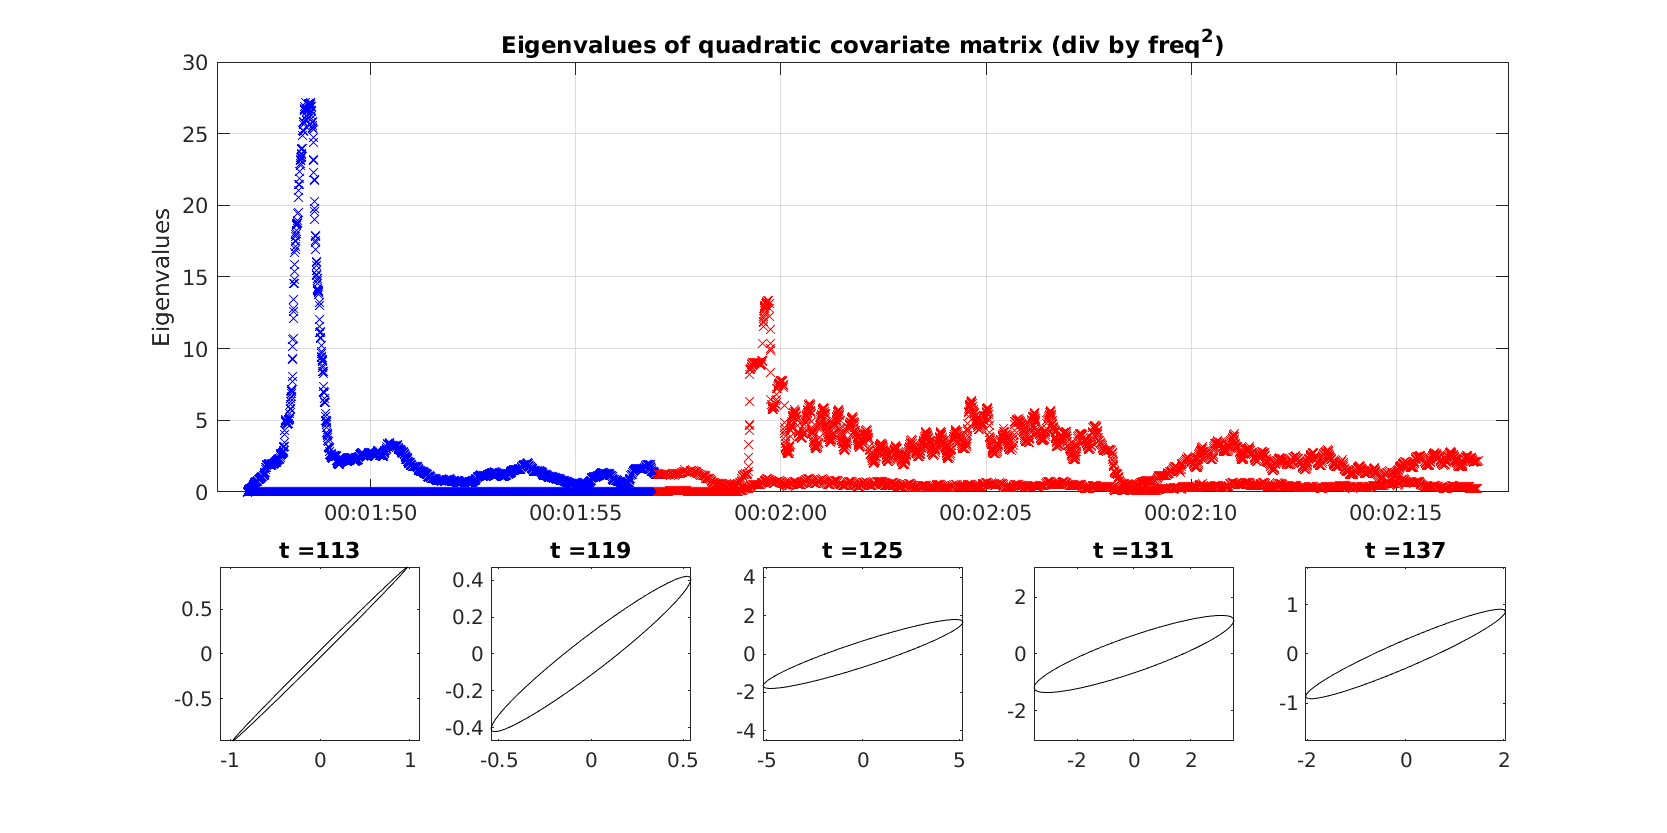 Eigenvalues of quadratic covariate matrix (div by freq²)
Eigenvalues
30
25
20
15
10
5
0
00:01:50 00:01:55 00:02:00 00:02:05 00:02:10 00:02:15
t =113 t =119 t =125 t =131 t =137
0.5
0
-0.5
-1 0 1
0.4
0.2
0
-0.2
-0.4
-0.5 0 0.5
4
2
0
-2
-4
-5 0 5
2
0
-2
-2 0 2
1
0
-1
-2 0 2